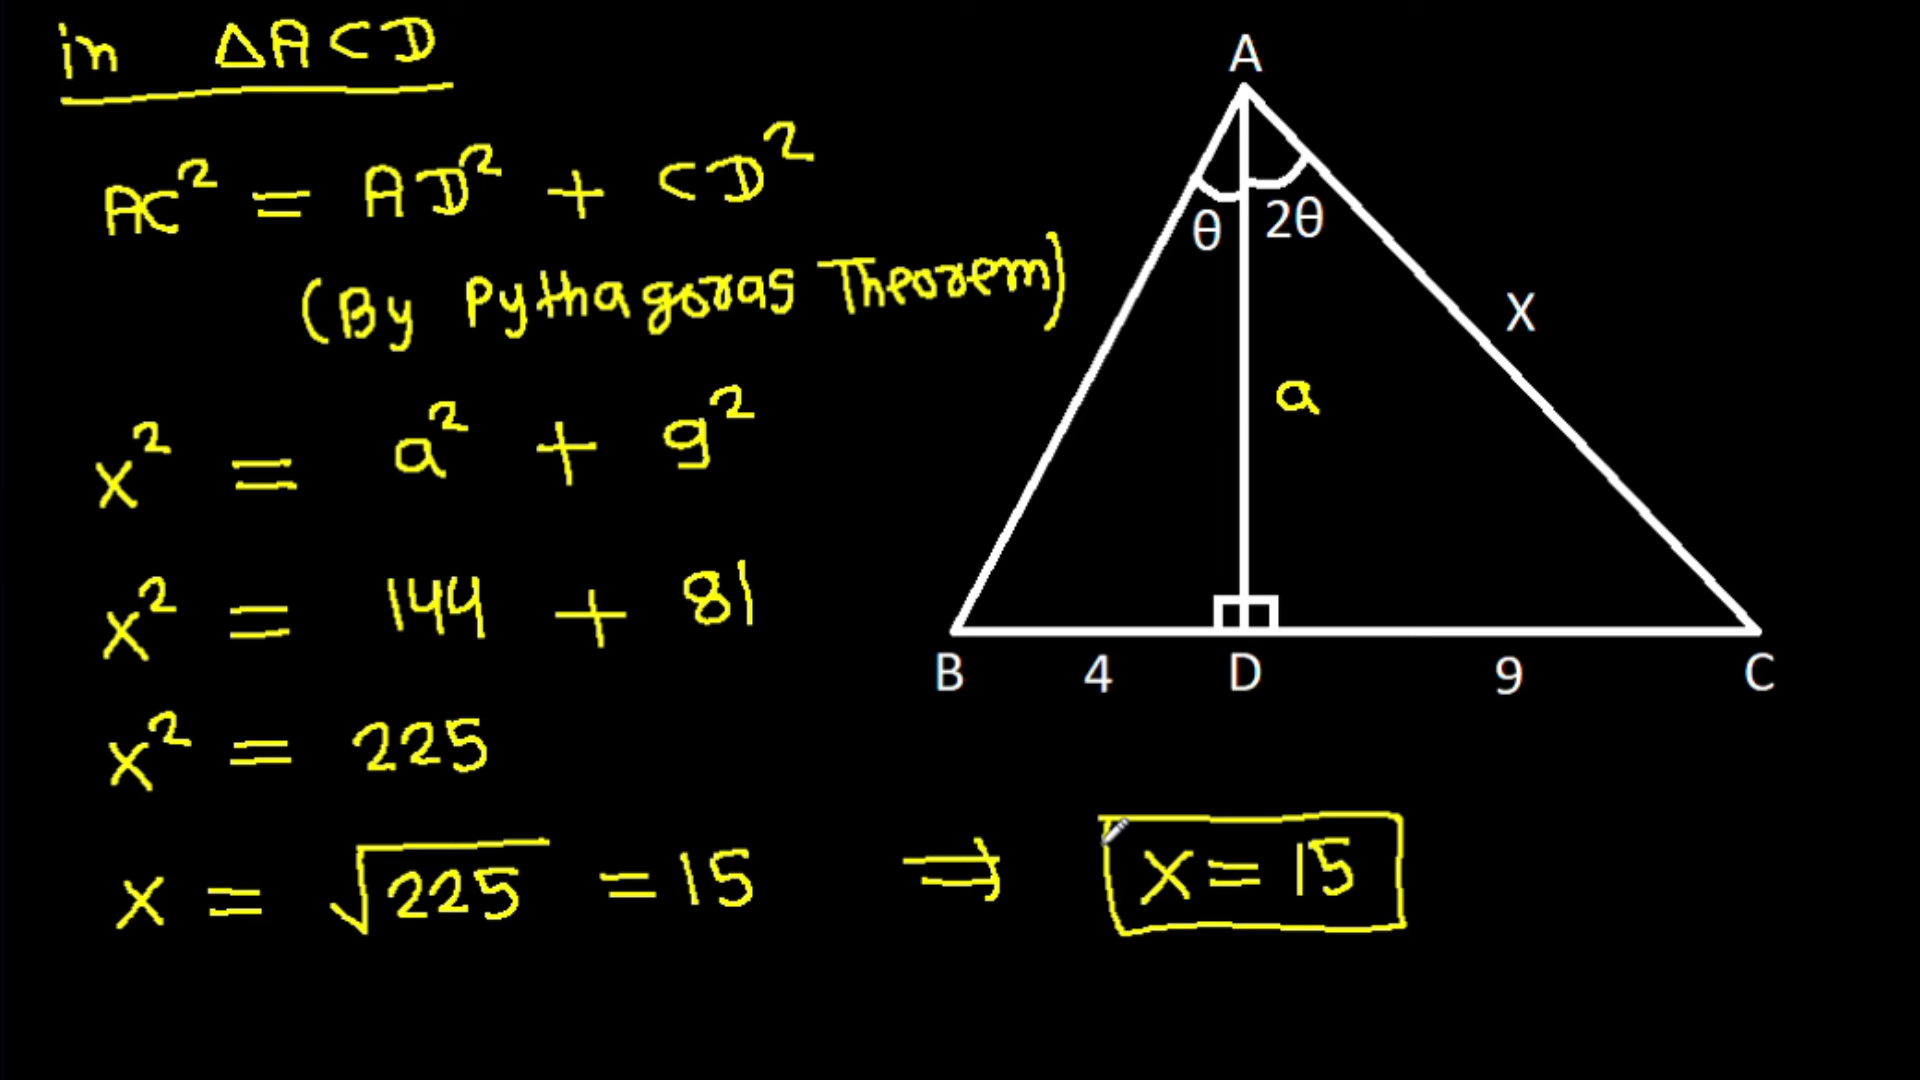 in △ACD
AC² = AD² + CD²
(By Pythagoras Theorem)
x² = a² + 9²
x² = 144 + 81
x² = 225
x = √225 = 15 ⇒ x = 15
A
θ 2θ
X
a
B 4 D 9 C